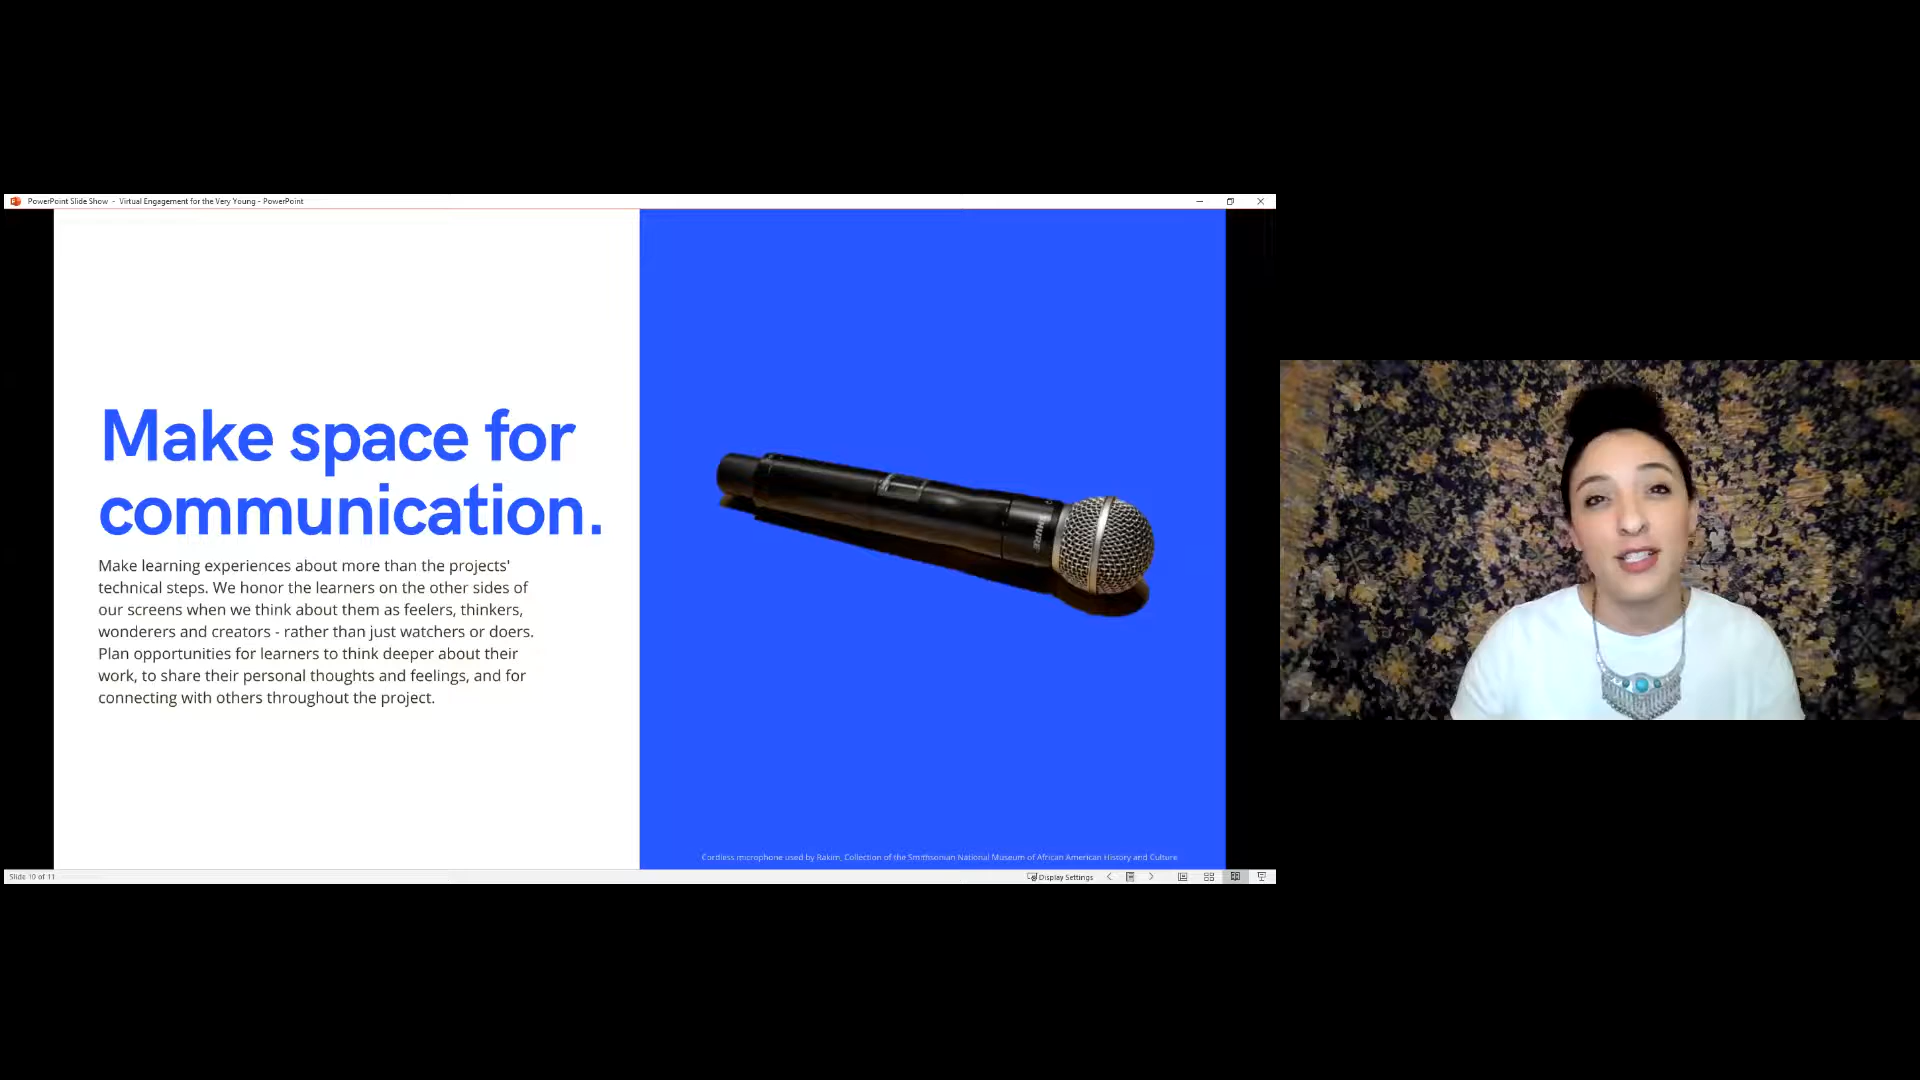 PowerPoint Slide Show - Virtual Engagement for the Very Young - PowerPoint
Make space for
communication.
Make learning experiences about more than the projects'
technical steps. We honor the learners on the other sides of
our screens when we think about them as feelers, thinkers,
wonderers and creators - rather than just watchers or doers.
Plan opportunities for learners to think deeper about their
work, to share their personal thoughts and feelings, and for
connecting with others throughout the project.
SHURE
Cordless microphone used by Rakim, Collection of the Smithsonian National Museum of African American History and Culture
Slide 10 of 11
Display Settings